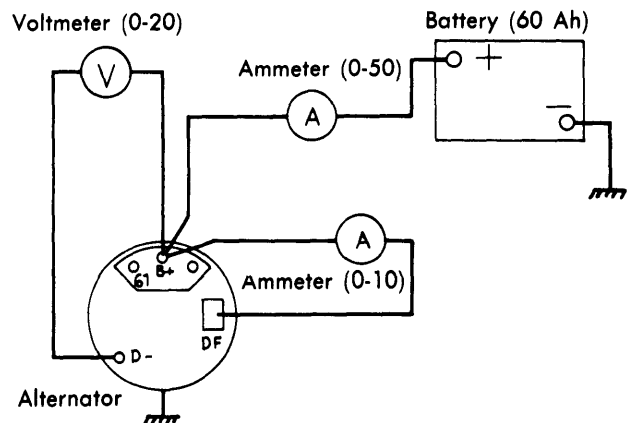 Voltmeter (0-20)
Battery (60 Ah)
V
Ammeter (0-50)
A
+
−
A
61
B+
Ammeter (0-10)
DF
D-
Alternator